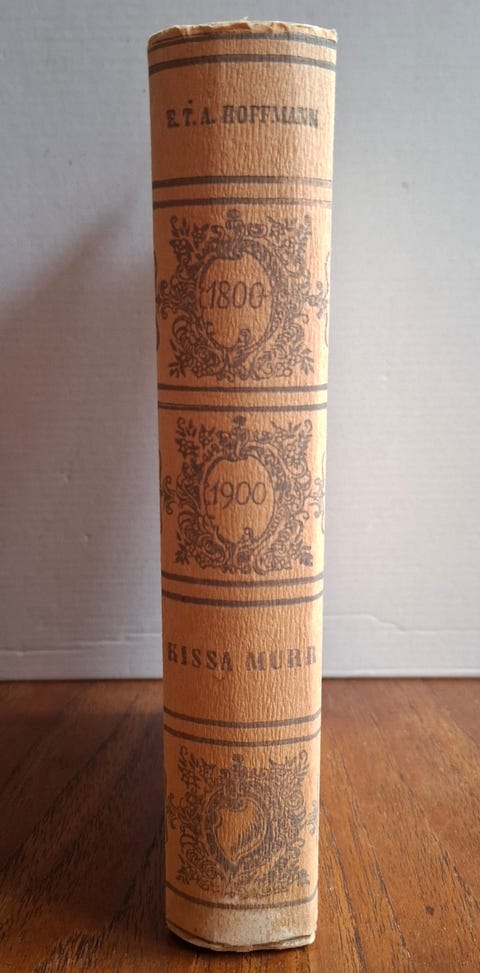 E.T.A. HOFFMANN
1800
1900
KISSA MURR